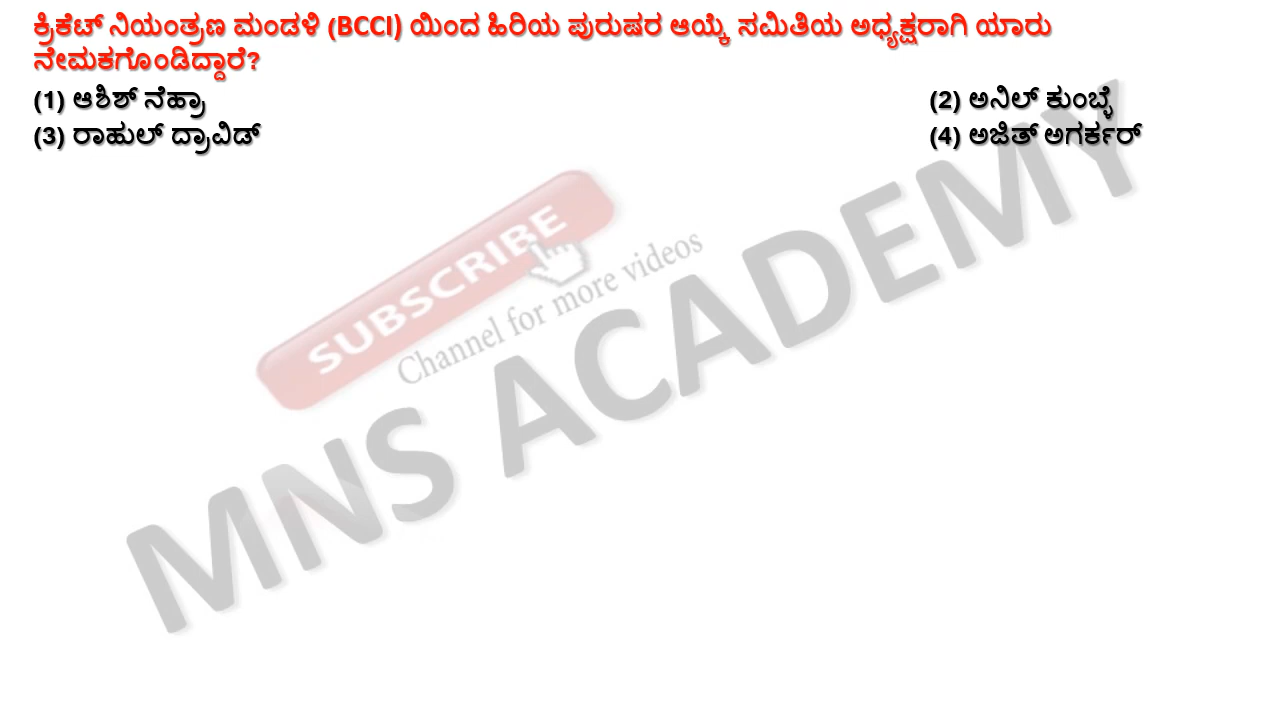 ಕ್ರಿಕೆಟ್ ನಿಯಂತ್ರಣ ಮಂಡಳಿ (BCCI) ಯಿಂದ ಹಿರಿಯ ಪುರುಷರ ಆಯ್ಕೆ ಸಮಿತಿಯ ಅಧ್ಯಕ್ಷರಾಗಿ ಯಾರು
ನೇಮಕಗೊಂಡಿದ್ದಾರೆ?
(1) ಆಶಿಶ್ ನೆಹ್ರಾ (2) ಅನಿಲ್ ಕುಂಬ್ಳೆ
(3) ರಾಹುಲ್ ದ್ರಾವಿಡ್ (4) ಅಜಿತ್ ಅಗರ್ಕರ್
SUBSCRIBE
Channel for more videos
MNS ACADEMY